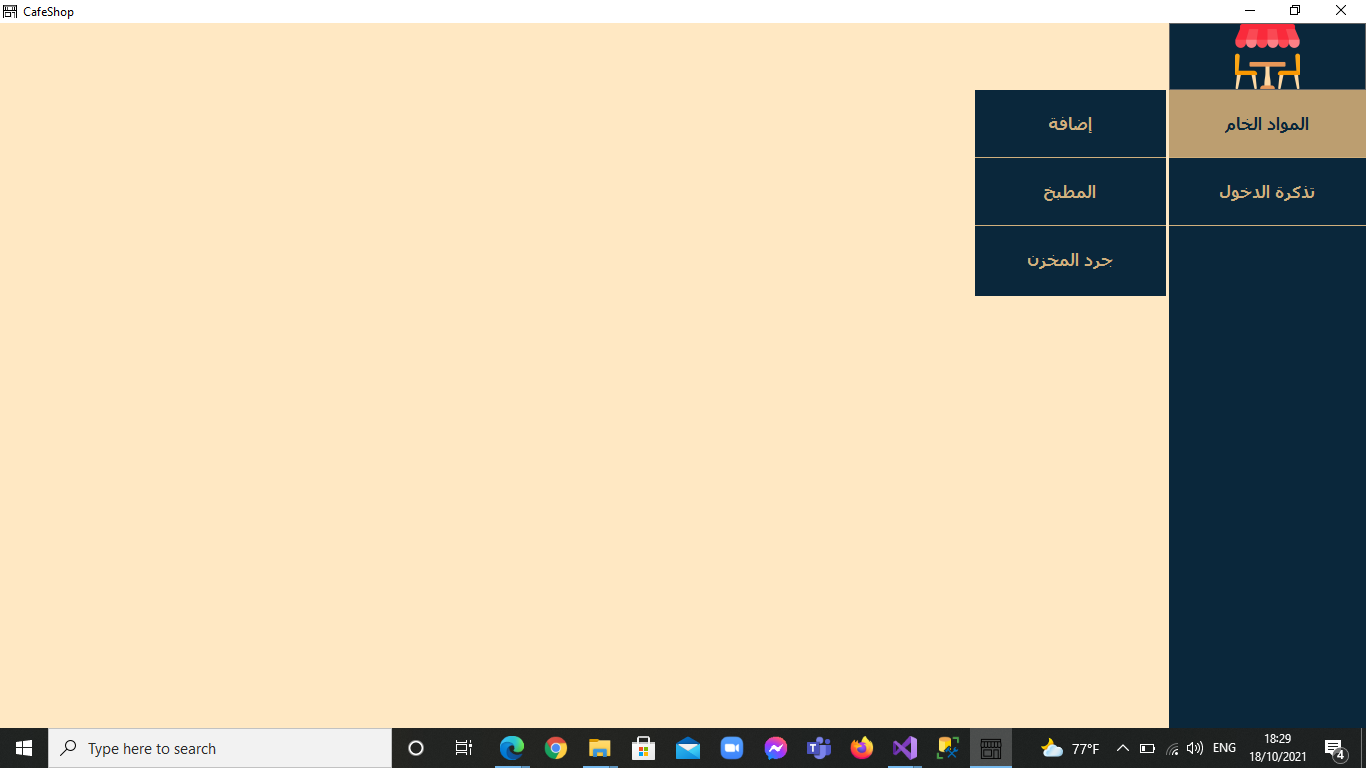 CafeShop
المواد الخام
تذكرة الدخول
إضافة
المطبخ
جرد المخزن
Type here to search
77°F
ENG
18:29
18/10/2021
4